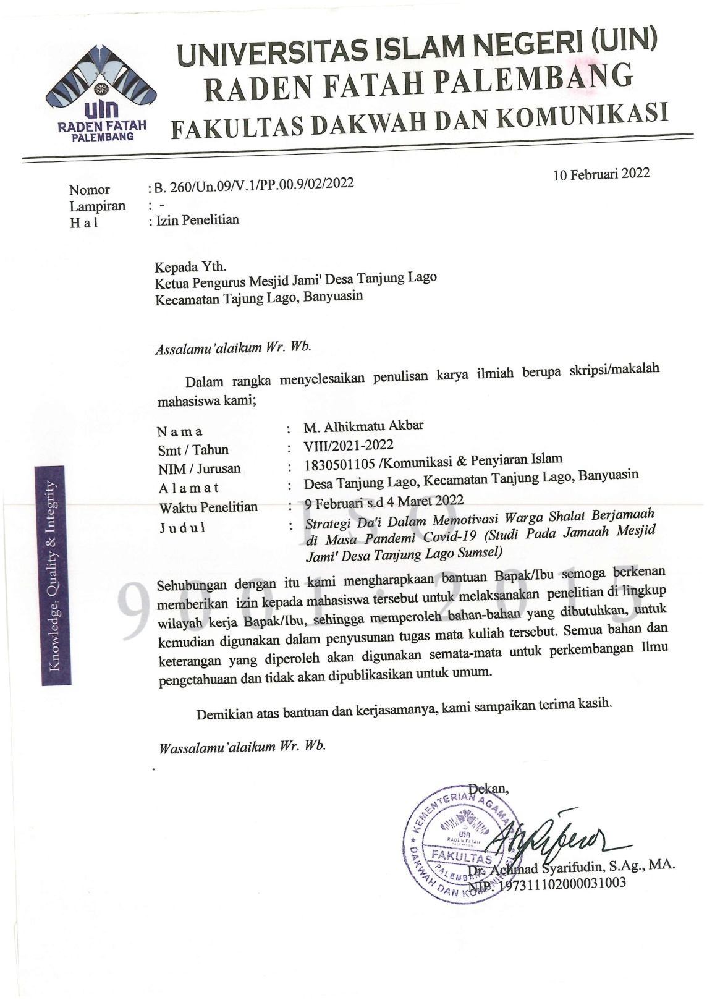 UNIVERSITAS ISLAM NEGERI (UIN)
RADEN FATAH PALEMBANG
FAKULTAS DAKWAH DAN KOMUNIKASI
uin
RADEN FATAH
PALEMBANG
Nomor : B. 260/Un.09/V.1/PP.00.9/02/2022 10 Februari 2022
Lampiran : -
H a l : Izin Penelitian
Kepada Yth.
Ketua Pengurus Mesjid Jami' Desa Tanjung Lago
Kecamatan Tajung Lago, Banyuasin
Assalamu'alaikum Wr. Wb.
Dalam rangka menyelesaikan penulisan karya ilmiah berupa skripsi/makalah
mahasiswa kami;
N a m a : M. Alhikmatu Akbar
Smt / Tahun : VIII/2021-2022
NIM / Jurusan : 1830501105 /Komunikasi & Penyiaran Islam
A l a m a t : Desa Tanjung Lago, Kecamatan Tanjung Lago, Banyuasin
Waktu Penelitian : 9 Februari s.d 4 Maret 2022
J u d u l : Strategi Da'i Dalam Memotivasi Warga Shalat Berjamaah
di Masa Pandemi Covid-19 (Studi Pada Jamaah Mesjid
Jami' Desa Tanjung Lago Sumsel)
Sehubungan dengan itu kami mengharapkaan bantuan Bapak/Ibu semoga berkenan
memberikan izin kepada mahasiswa tersebut untuk melaksanakan penelitian di lingkup
wilayah kerja Bapak/Ibu, sehingga memperoleh bahan-bahan yang dibutuhkan, untuk
kemudian digunakan dalam penyusunan tugas mata kuliah tersebut. Semua bahan dan
keterangan yang diperoleh akan digunakan semata-mata untuk perkembangan Ilmu
pengetahuaan dan tidak akan dipublikasikan untuk umum.
Demikian atas bantuan dan kerjasamanya, kami sampaikan terima kasih.
Wassalamu'alaikum Wr. Wb.
.
Dekan,
Dr. Achmad Syarifudin, S.Ag., MA.
NIP. 197311102000031003
KEMENTERIAN AGAMA
uin
RADEN FATAH
PALEMBANG
FAKULTAS
PALEMBANG
DAKWAH DAN KOMUNIKASI
Knowledge, Quality & Integrity
ISO
9001:2015